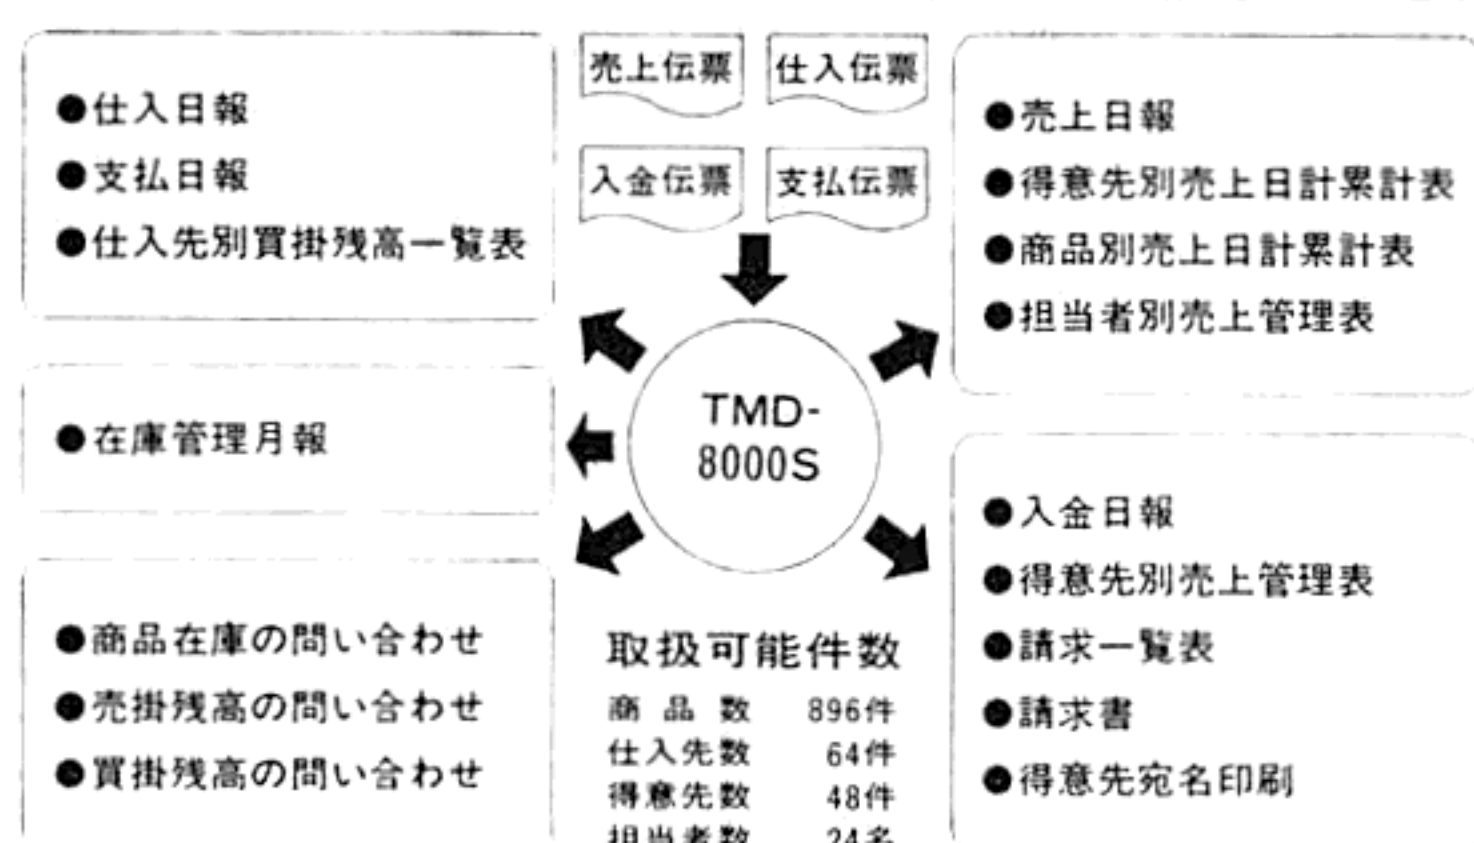 ●仕入日報
●支払日報
●仕入先別買掛残高一覧表
●在庫管理月報
●商品在庫の問い合わせ
●売掛残高の問い合わせ
●買掛残高の問い合わせ
売上伝票
仕入伝票
入金伝票
支払伝票
TMD-
8000S
取扱可能件数
商品数 896件
仕入先数 64件
得意先数 48件
担当者数 24名
●売上日報
●得意先別売上日計累計表
●商品別売上日計累計表
●担当者別売上管理表
●入金日報
●得意先別売上管理表
●請求一覧表
●請求書
●得意先宛名印刷